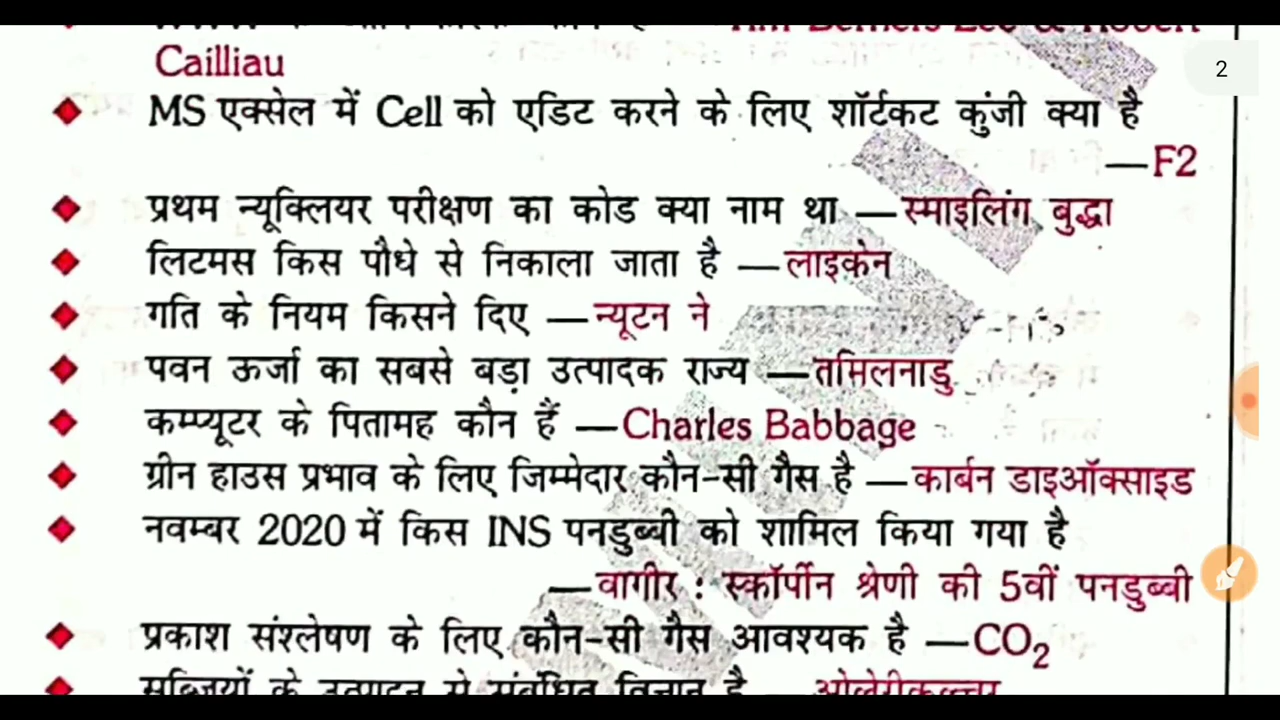 Cailliau
2
MS एक्सेल में Cell को एडिट करने के लिए शॉर्टकट कुंजी क्या है
—F2
प्रथम न्यूक्लियर परीक्षण का कोड क्या नाम था —स्माइलिंग बुद्धा
लिटमस किस पौधे से निकाला जाता है —लाइकेन
गति के नियम किसने दिए —न्यूटन ने
पवन ऊर्जा का सबसे बड़ा उत्पादक राज्य —तमिलनाडु
कम्प्यूटर के पितामह कौन हैं —Charles Babbage
ग्रीन हाउस प्रभाव के लिए जिम्मेदार कौन-सी गैस है —कार्बन डाइऑक्साइड
नवम्बर 2020 में किस INS पनडुब्बी को शामिल किया गया है
—वागीर : स्कॉर्पीन श्रेणी की 5वीं पनडुब्बी
प्रकाश संश्लेषण के लिए कौन-सी गैस आवश्यक है —CO₂